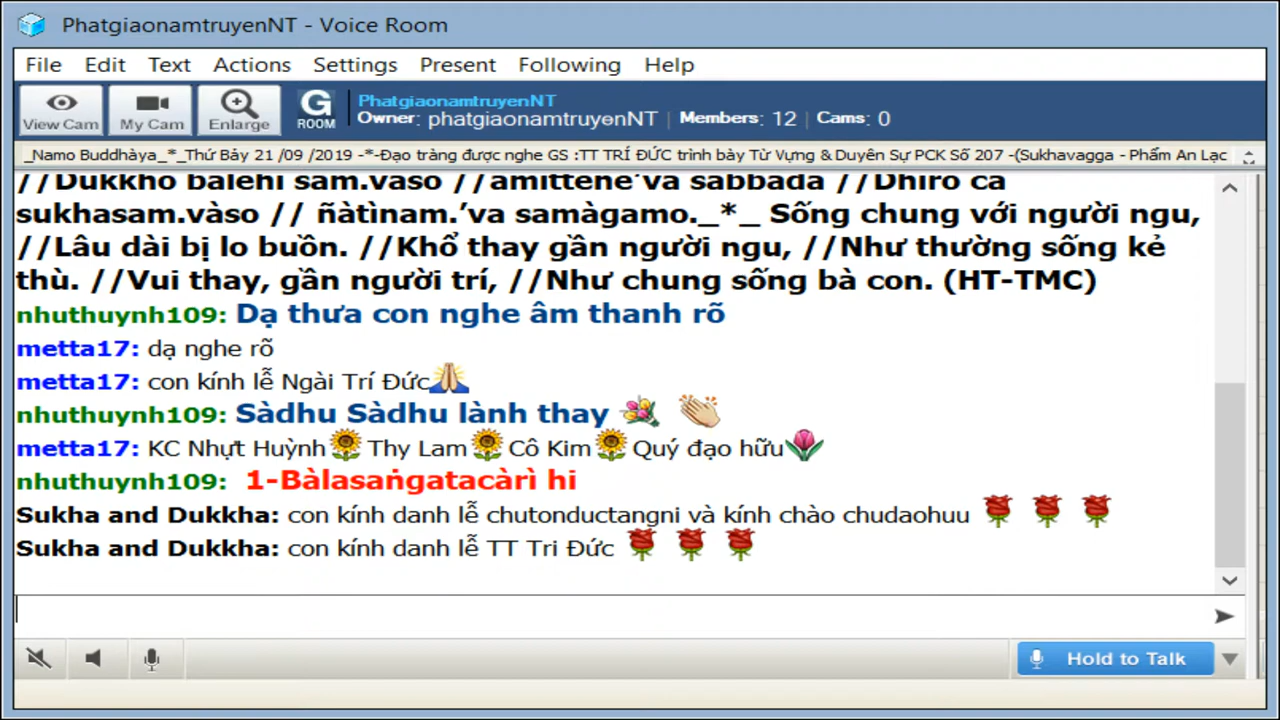 PhatgiaonamtruyenNT - Voice Room
File Edit Text Actions Settings Present Following Help
View Cam My Cam Enlarge G ROOM PhatgiaonamtruyenNT
Owner: phatgiaonamtruyenNT | Members: 12 | Cams: 0
_Namo Buddhàya_*_Thứ Bảy 21 /09 /2019 -*-Đạo tràng được nghe GS :TT TRÍ ĐỨC trình bày Từ Vựng & Duyên Sự PCK Số 207 -(Sukhavagga - Phẩm An Lạc
//Dukkho bàlehi sam.vàso //amittene'va sabbadà //Dhìro ca
sukhasam.vàso // ñàtìnam.'va samàgamo._*_ Sống chung với người ngu,
//Lâu dài bị lo buồn. //Khổ thay gần người ngu, //Như thường sống kẻ
thù. //Vui thay, gần người trí, //Như chung sống bà con. (HT-TMC)
nhuthuynh109: Dạ thưa con nghe âm thanh rõ
metta17: dạ nghe rõ
metta17: con kính lễ Ngài Trí Đức
nhuthuynh109: Sàdhu Sàdhu lành thay
metta17: KC Nhựt Huỳnh Thy Lam Cô Kim Quý đạo hữu
nhuthuynh109: 1-Bàlasaṅgatacàrì hi
Sukha and Dukkha: con kính danh lễ chutonductangni và kính chào chudaohuu
Sukha and Dukkha: con kính danh lễ TT Tri Đức
Hold to Talk